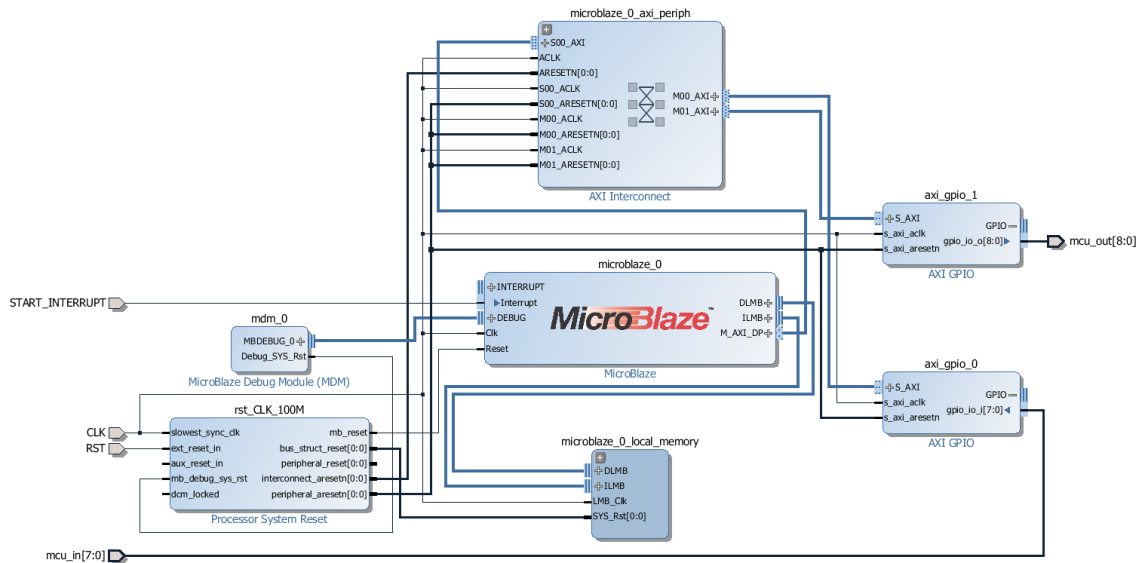 microblaze_0_axi_periph
S00_AXI
ACLK
ARESETN[0:0]
S00_ACLK
S00_ARESETN[0:0]
M00_ACLK
M00_ARESETN[0:0]
M01_ACLK
M01_ARESETN[0:0]
M00_AXI
M01_AXI
AXI Interconnect
axi_gpio_1
S_AXI
s_axi_aclk
s_axi_aresetn
GPIO
gpio_io_o[8:0]
AXI GPIO
mcu_out[8:0]
microblaze_0
INTERRUPT
Interrupt
DEBUG
Clk
Reset
MicroBlaze™
DLMB
ILMB
M_AXI_DP
MicroBlaze
START_INTERRUPT
mdm_0
MBDEBUG_0
Debug_SYS_Rst
MicroBlaze Debug Module (MDM)
axi_gpio_0
S_AXI
s_axi_aclk
s_axi_aresetn
GPIO
gpio_io_i[7:0]
AXI GPIO
rst_CLK_100M
CLK
RST
slowest_sync_clk
ext_reset_in
aux_reset_in
mb_debug_sys_rst
dcm_locked
mb_reset
bus_struct_reset[0:0]
peripheral_reset[0:0]
interconnect_aresetn[0:0]
peripheral_aresetn[0:0]
Processor System Reset
microblaze_0_local_memory
DLMB
ILMB
LMB_Clk
SYS_Rst[0:0]
mcu_in[7:0]